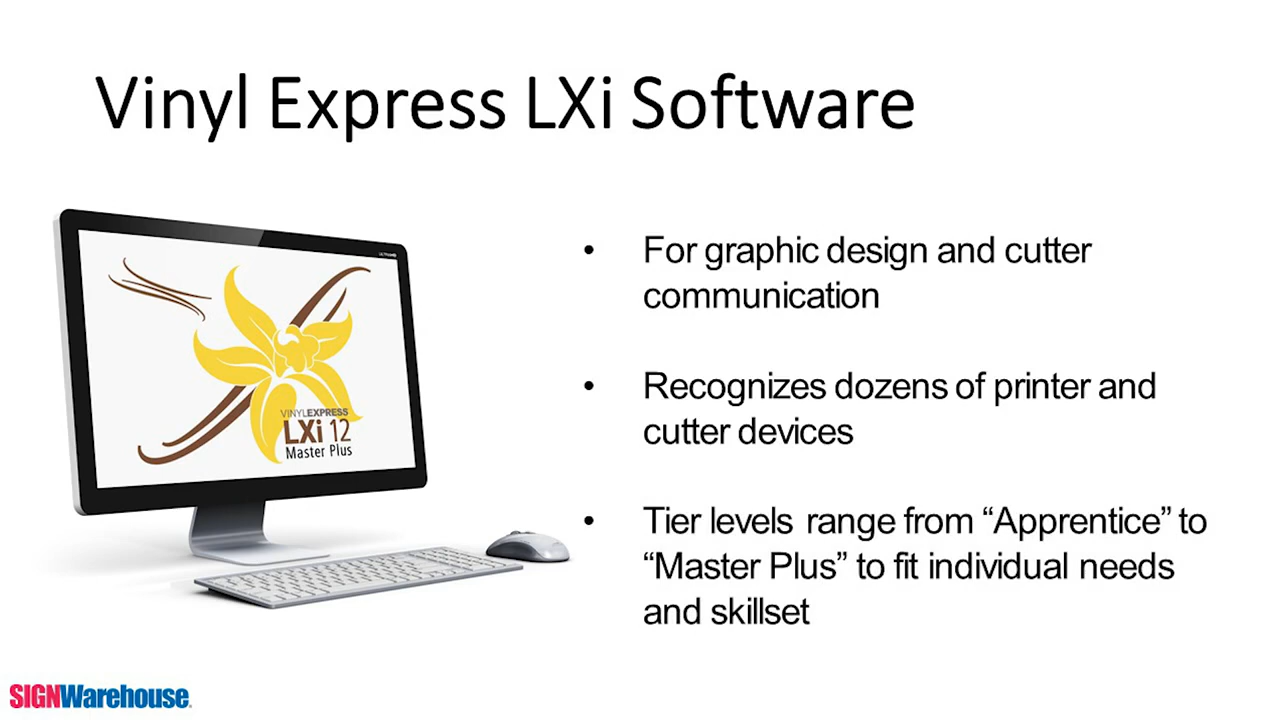 Vinyl Express LXi Software
VINYLEXPRESS
LXi 12
Master Plus
• For graphic design and cutter
communication
• Recognizes dozens of printer and
cutter devices
• Tier levels range from “Apprentice” to
“Master Plus” to fit individual needs
and skillset
SIGNWarehouse